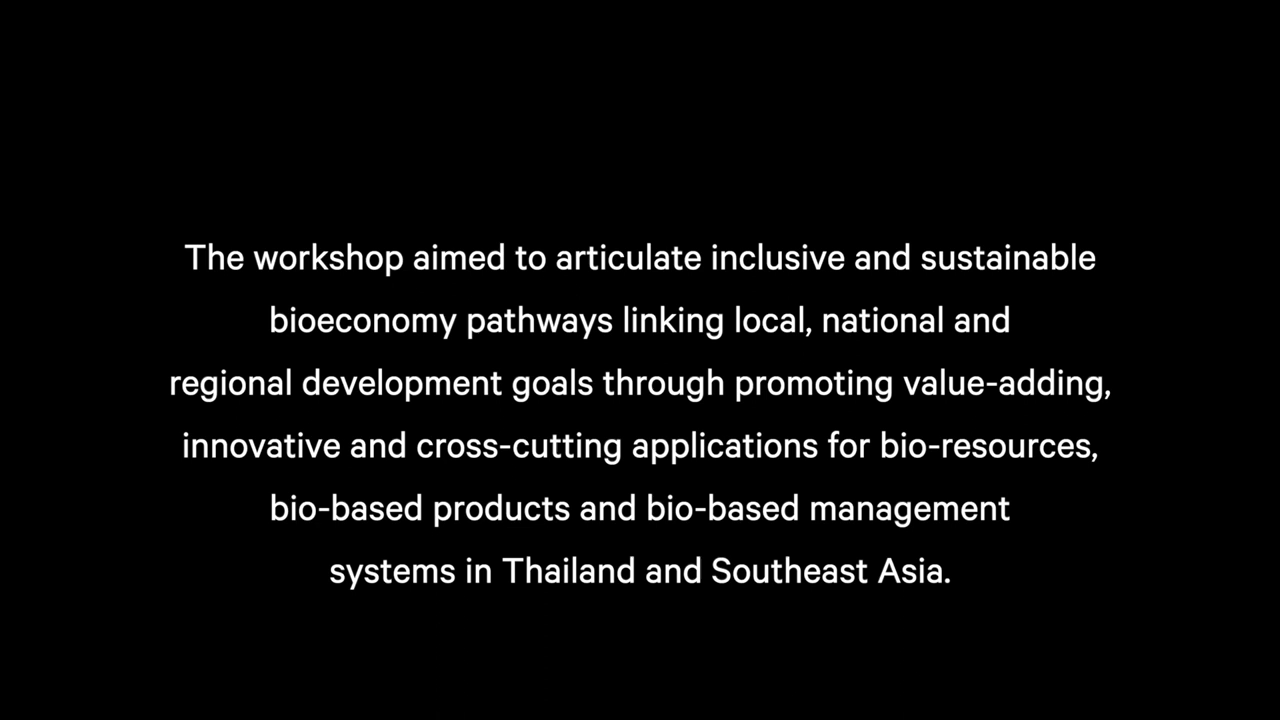 The workshop aimed to articulate inclusive and sustainable
bioeconomy pathways linking local, national and
regional development goals through promoting value-adding,
innovative and cross-cutting applications for bio-resources,
bio-based products and bio-based management
systems in Thailand and Southeast Asia.